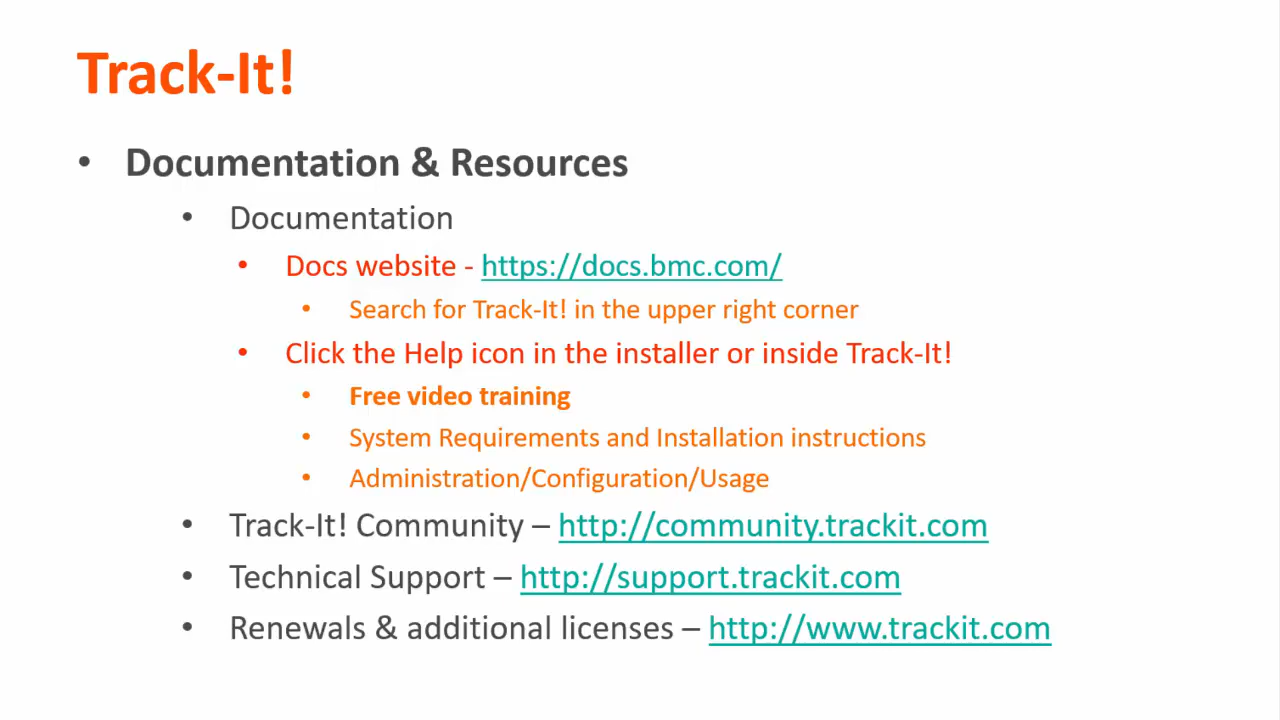 Track-It!
• Documentation & Resources
• Documentation
• Docs website - https://docs.bmc.com/
• Search for Track-It! in the upper right corner
• Click the Help icon in the installer or inside Track-It!
• Free video training
• System Requirements and Installation instructions
• Administration/Configuration/Usage
• Track-It! Community – http://community.trackit.com
• Technical Support – http://support.trackit.com
• Renewals & additional licenses – http://www.trackit.com